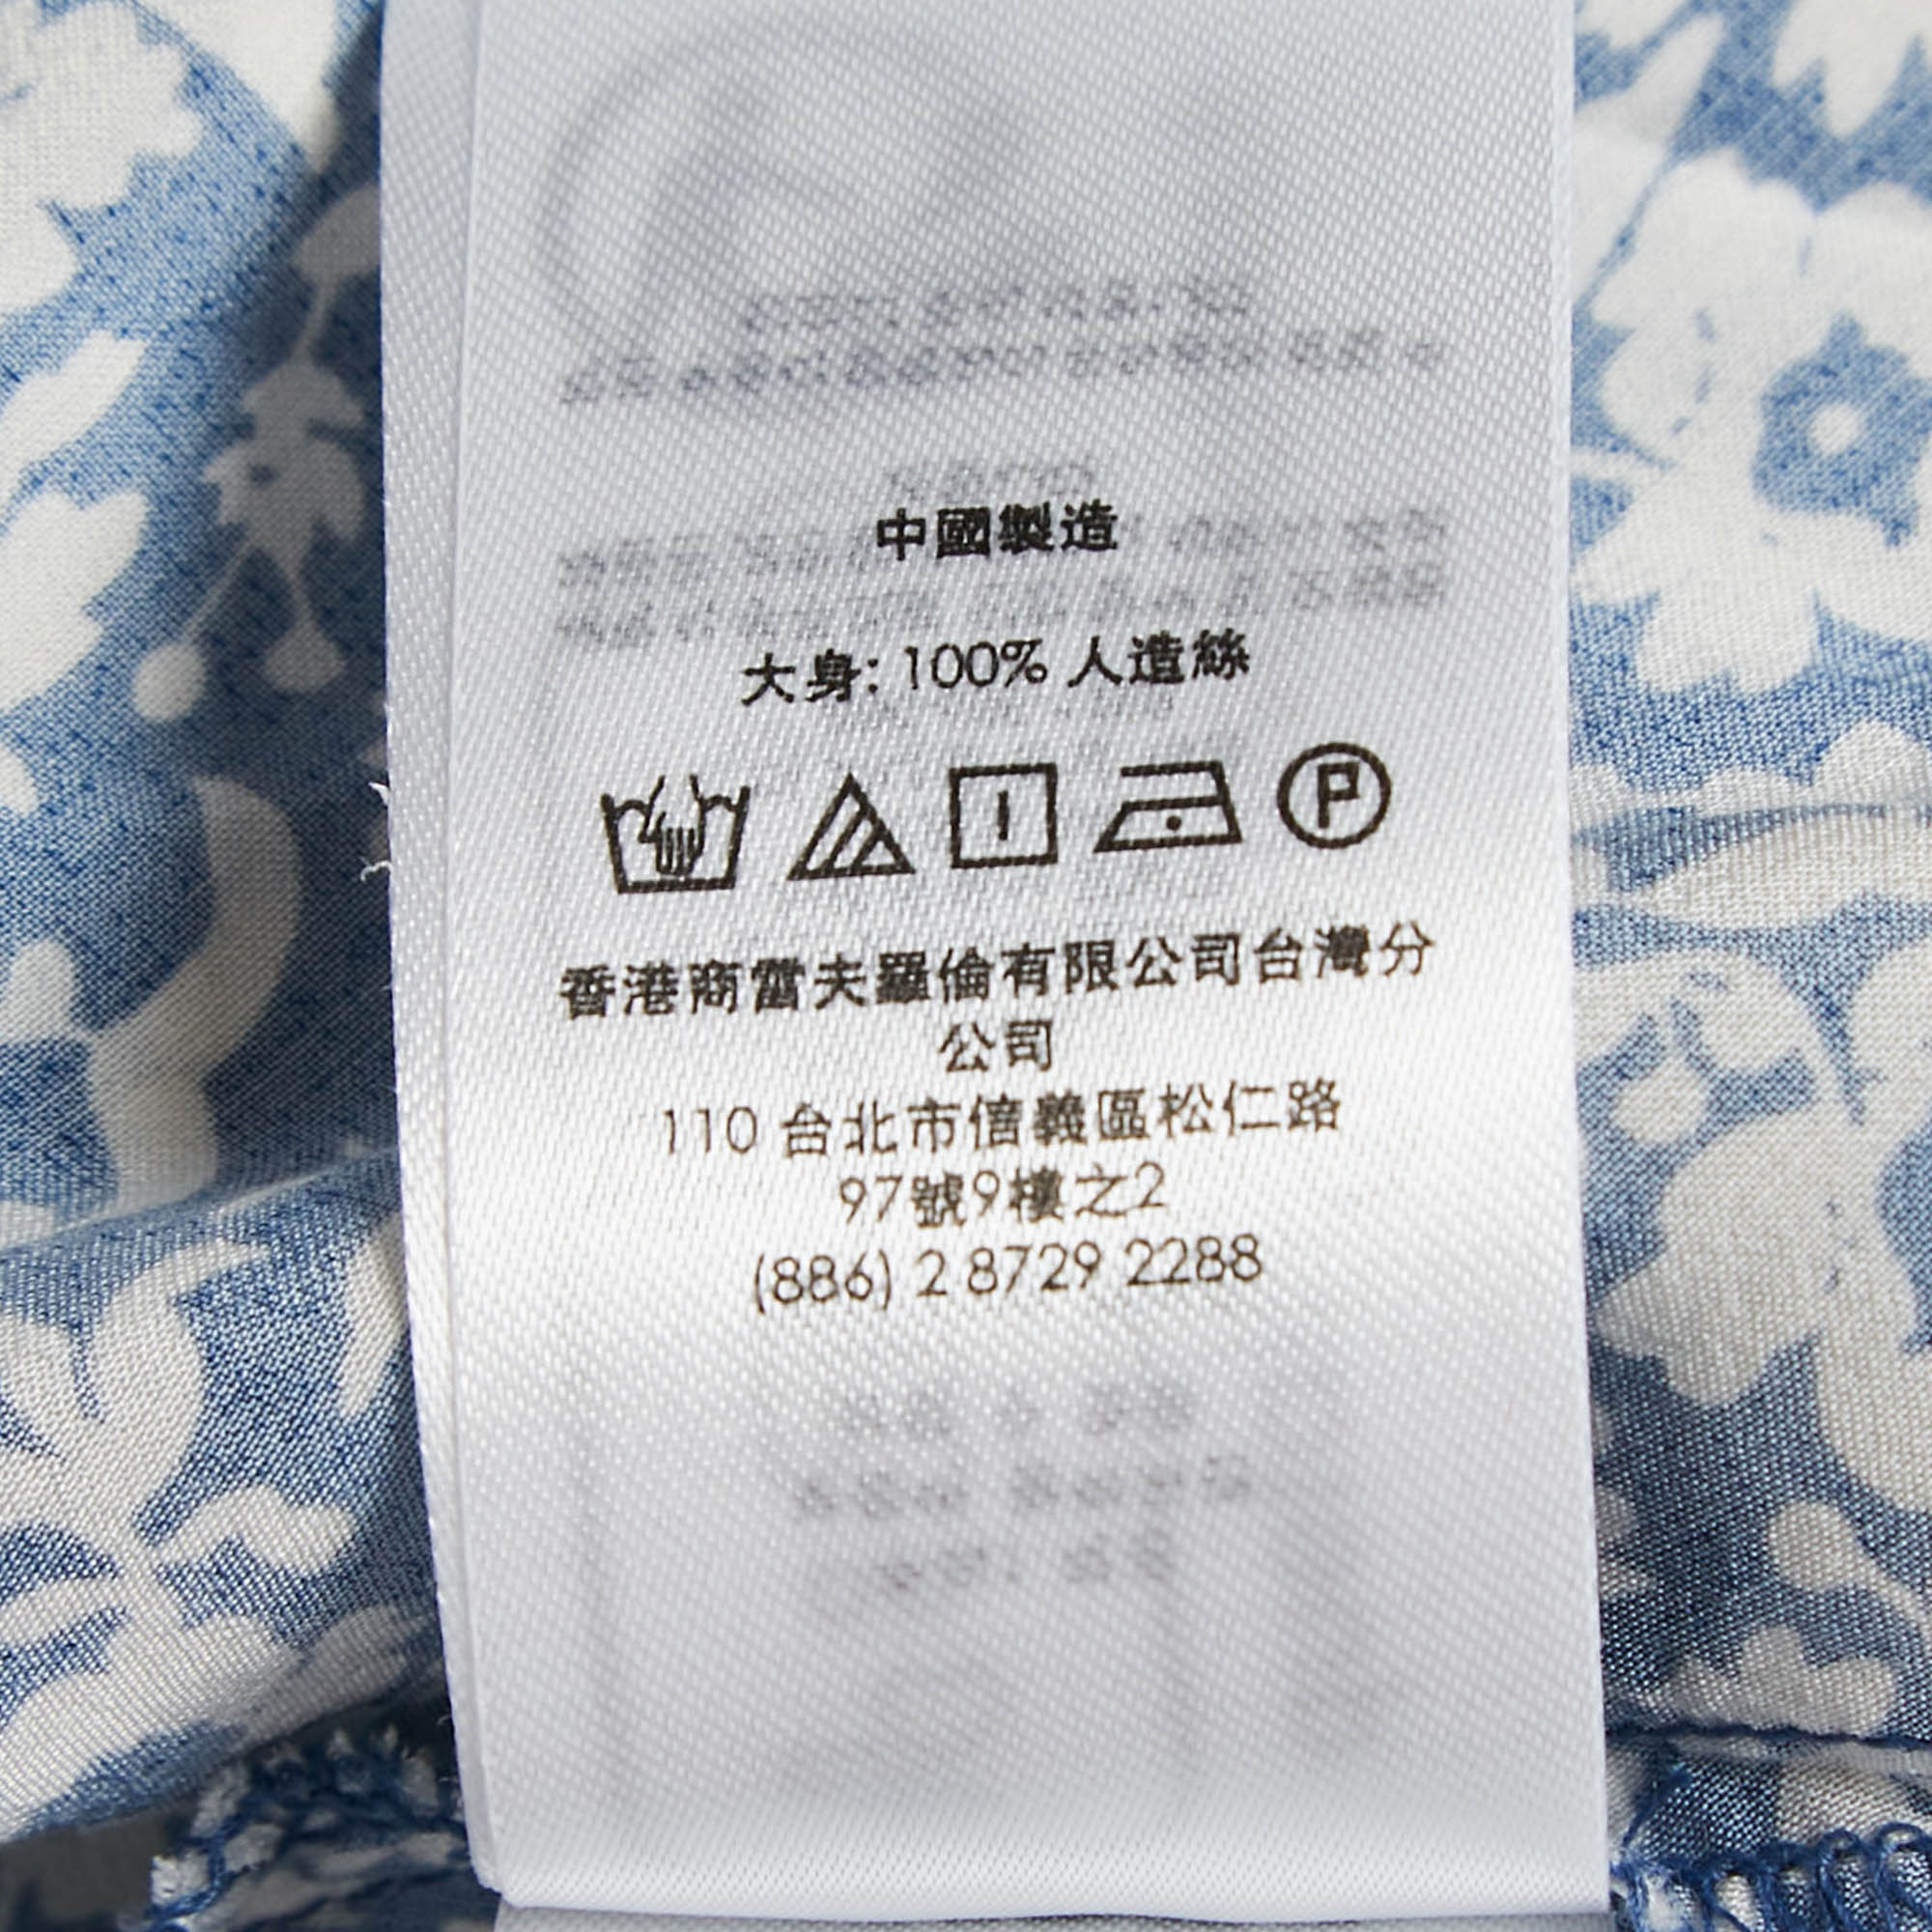 中國製造
大身: 100% 人造絲
P
香港商雷夫羅倫有限公司台灣分
公司
110 台北市信義區松仁路
97號9樓之2
(886) 2 8729 2288